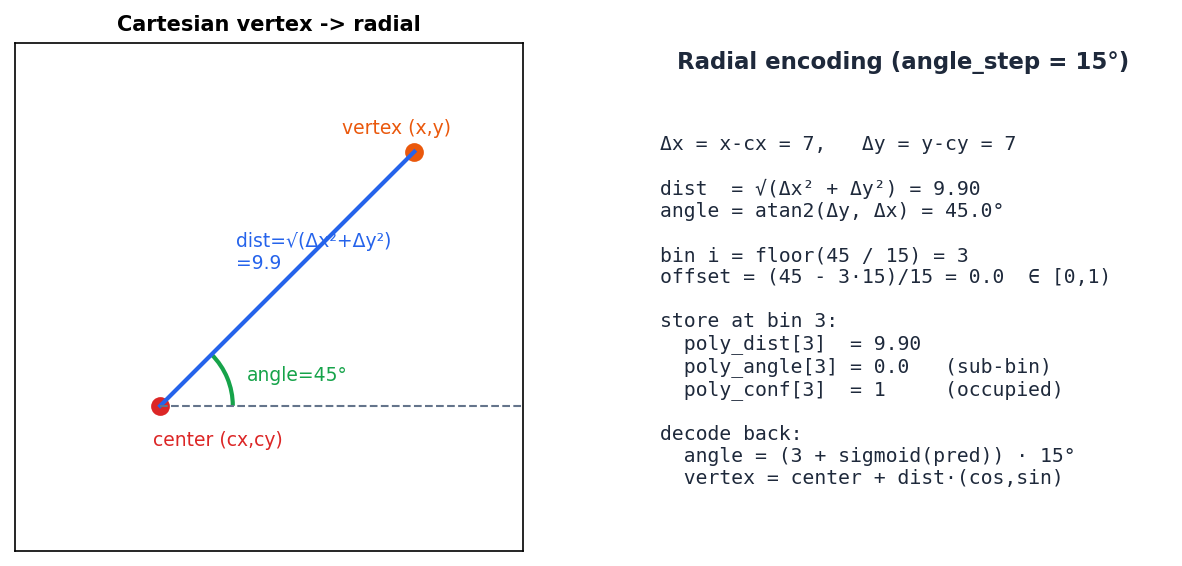 Cartesian vertex -> radial
vertex (x,y)
dist=√(Δx²+Δy²)
=9.9
angle=45°
center (cx,cy)
Radial encoding (angle_step = 15°)
Δx = x-cx = 7,   Δy = y-cy = 7
dist  = √(Δx² + Δy²) = 9.90
angle = atan2(Δy, Δx) = 45.0°
bin i = floor(45 / 15) = 3
offset = (45 - 3·15)/15 = 0.0  ∈ [0,1)
store at bin 3:
  poly_dist[3]  = 9.90
  poly_angle[3] = 0.0   (sub-bin)
  poly_conf[3]  = 1     (occupied)
decode back:
  angle = (3 + sigmoid(pred)) · 15°
  vertex = center + dist·(cos,sin)